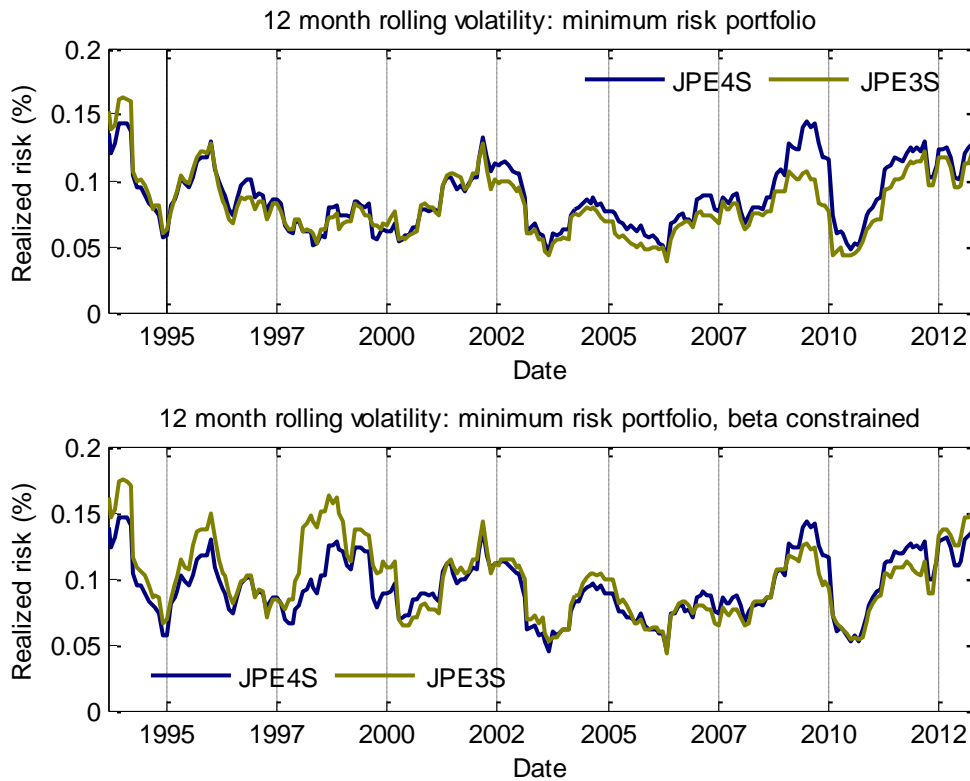 12 month rolling volatility: minimum risk portfolio
0.2
0.15
0.1
0.05
0
Realized risk (%)
JPE4S JPE3S
1995 1997 2000 2002 2005 2007 2010 2012
Date
12 month rolling volatility: minimum risk portfolio, beta constrained
0.2
0.15
0.1
0.05
0
Realized risk (%)
JPE4S JPE3S
1995 1997 2000 2002 2005 2007 2010 2012
Date